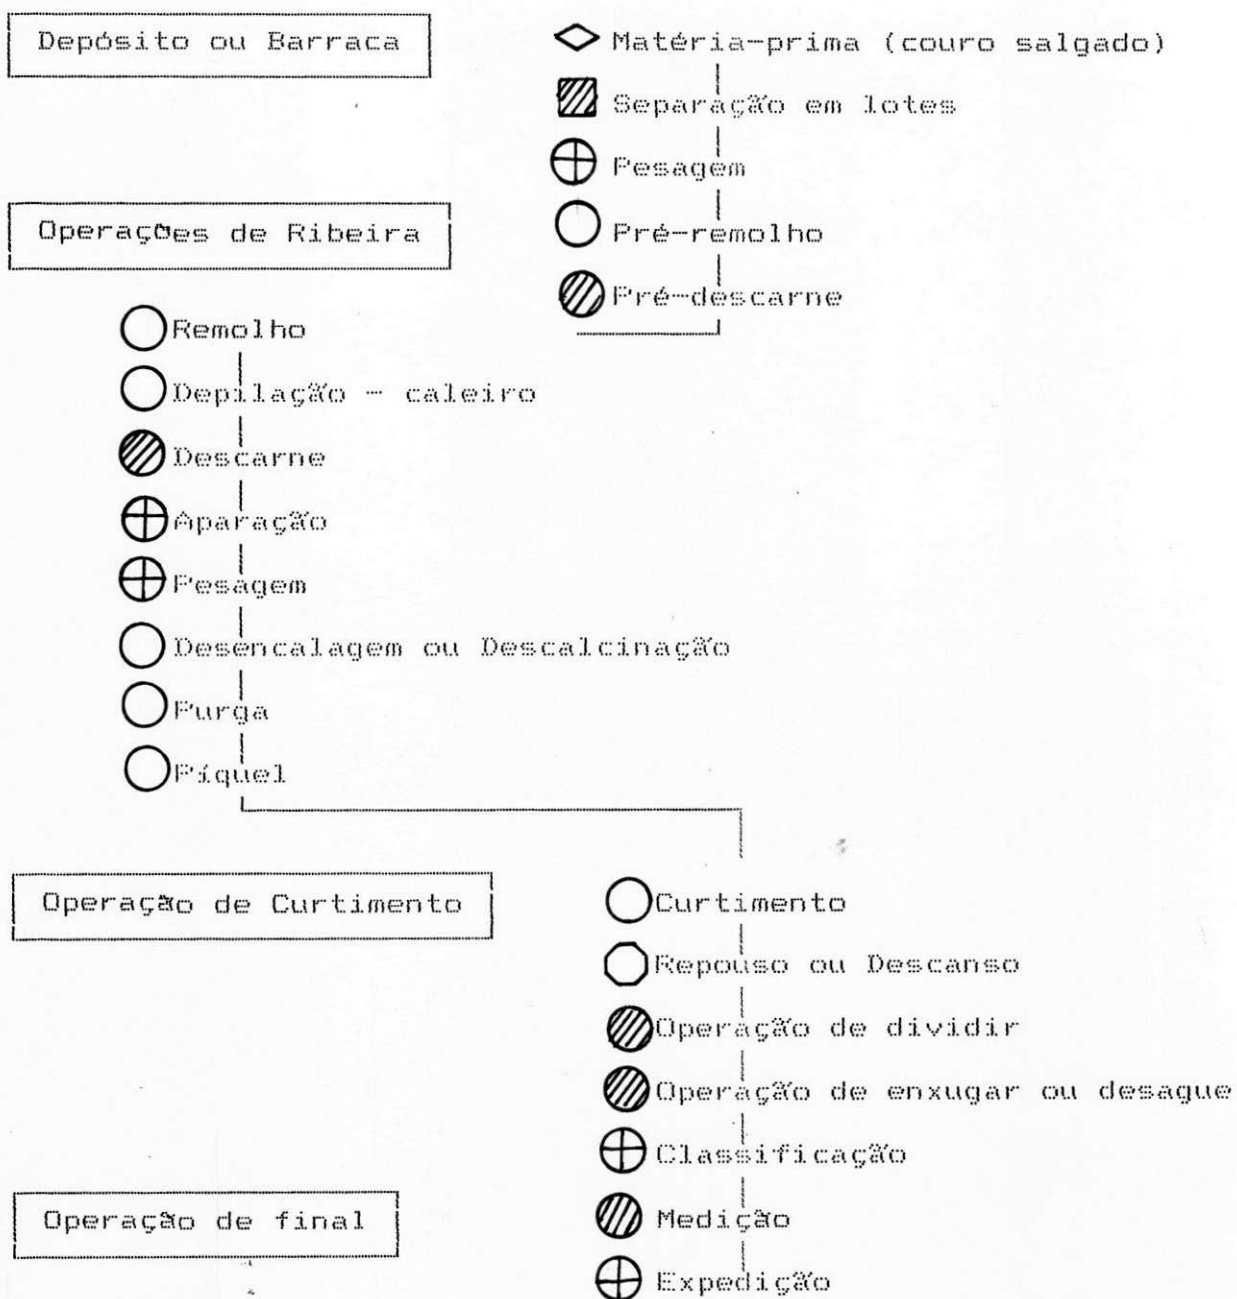 Depósito ou Barraca
Matéria-prima (couro salgado)
Separação em lotes
Pesagem
Operações de Ribeira
Pré-remolho
Pré-descarne
Remolho
Depilação - caleiro
Descarne
Aparação
Pesagem
Desencalagem ou Descalcinação
Purga
Píquel
Operação de Curtimento
Curtimento
Repouso ou Descanso
Operação de dividir
Operação de enxugar ou desague
Classificação
Operação de final
Medição
Expedição